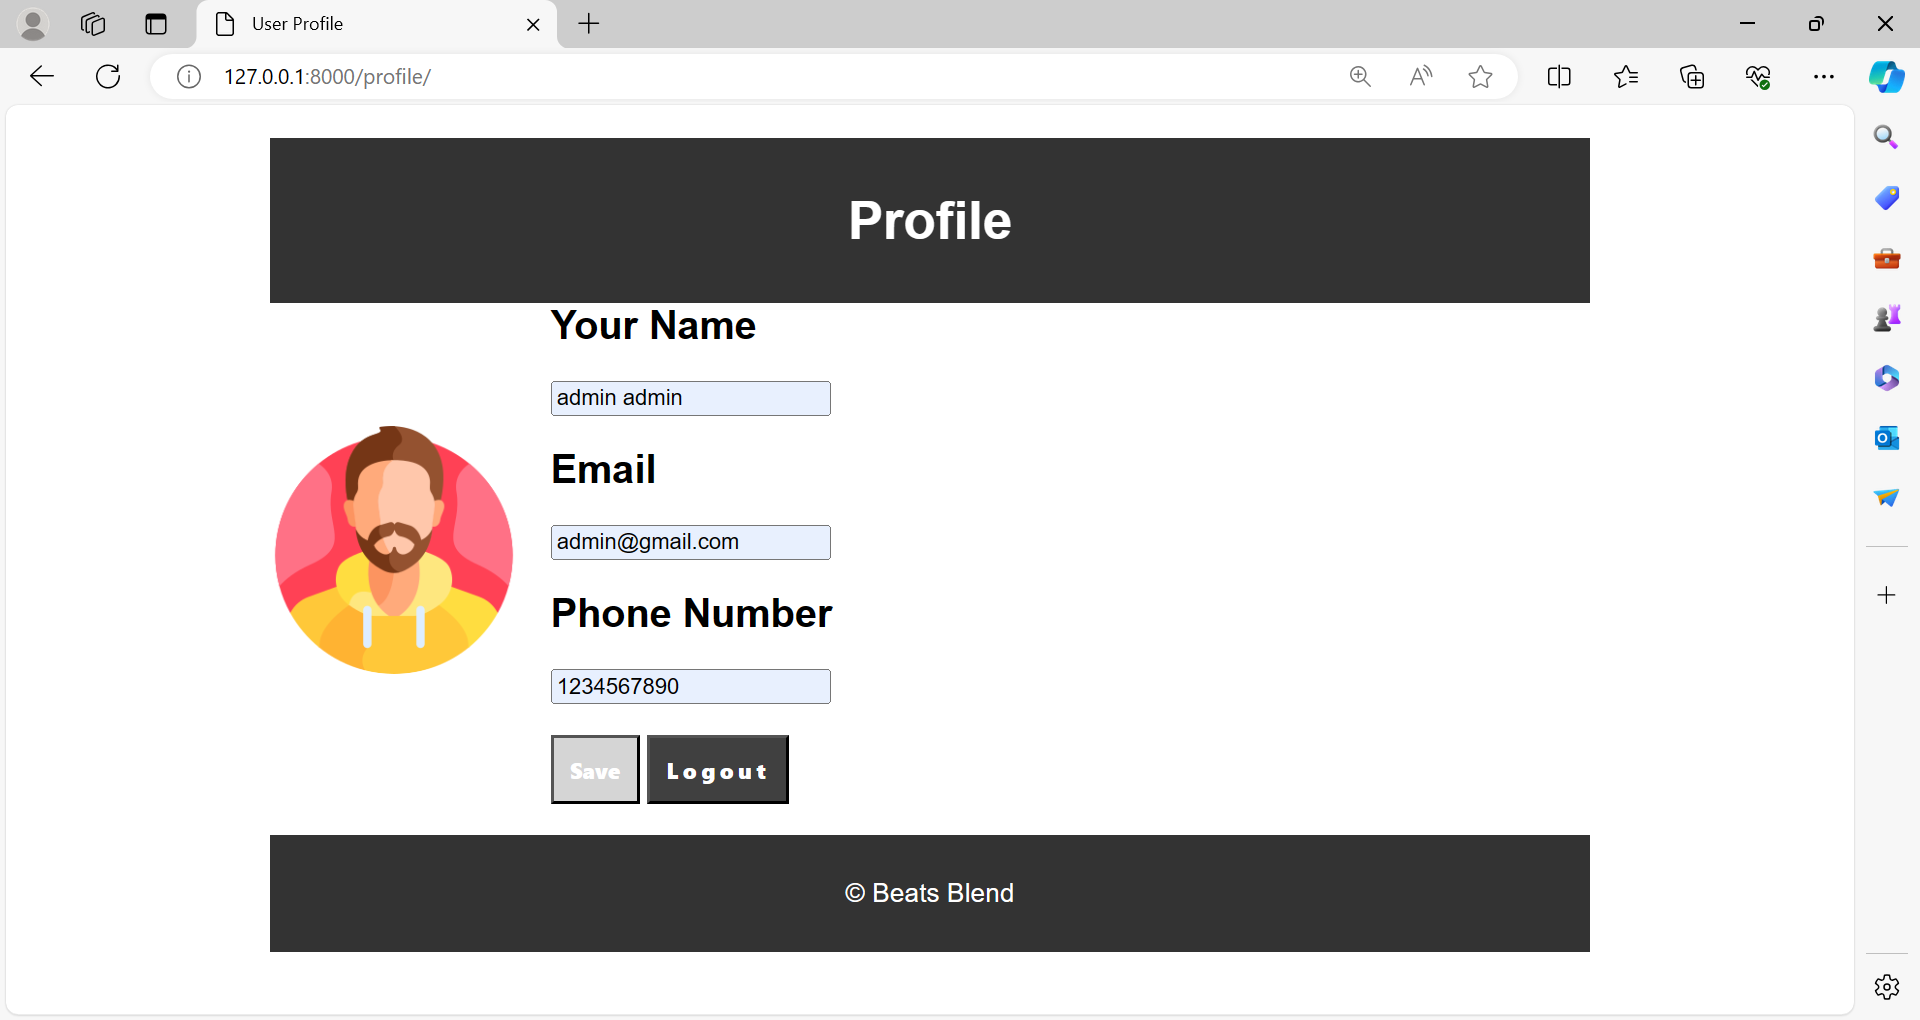 User Profile
127.0.0.1:8000/profile/
Profile
Your Name
admin admin
Email
admin@gmail.com
Phone Number
1234567890
Save Logout
© Beats Blend